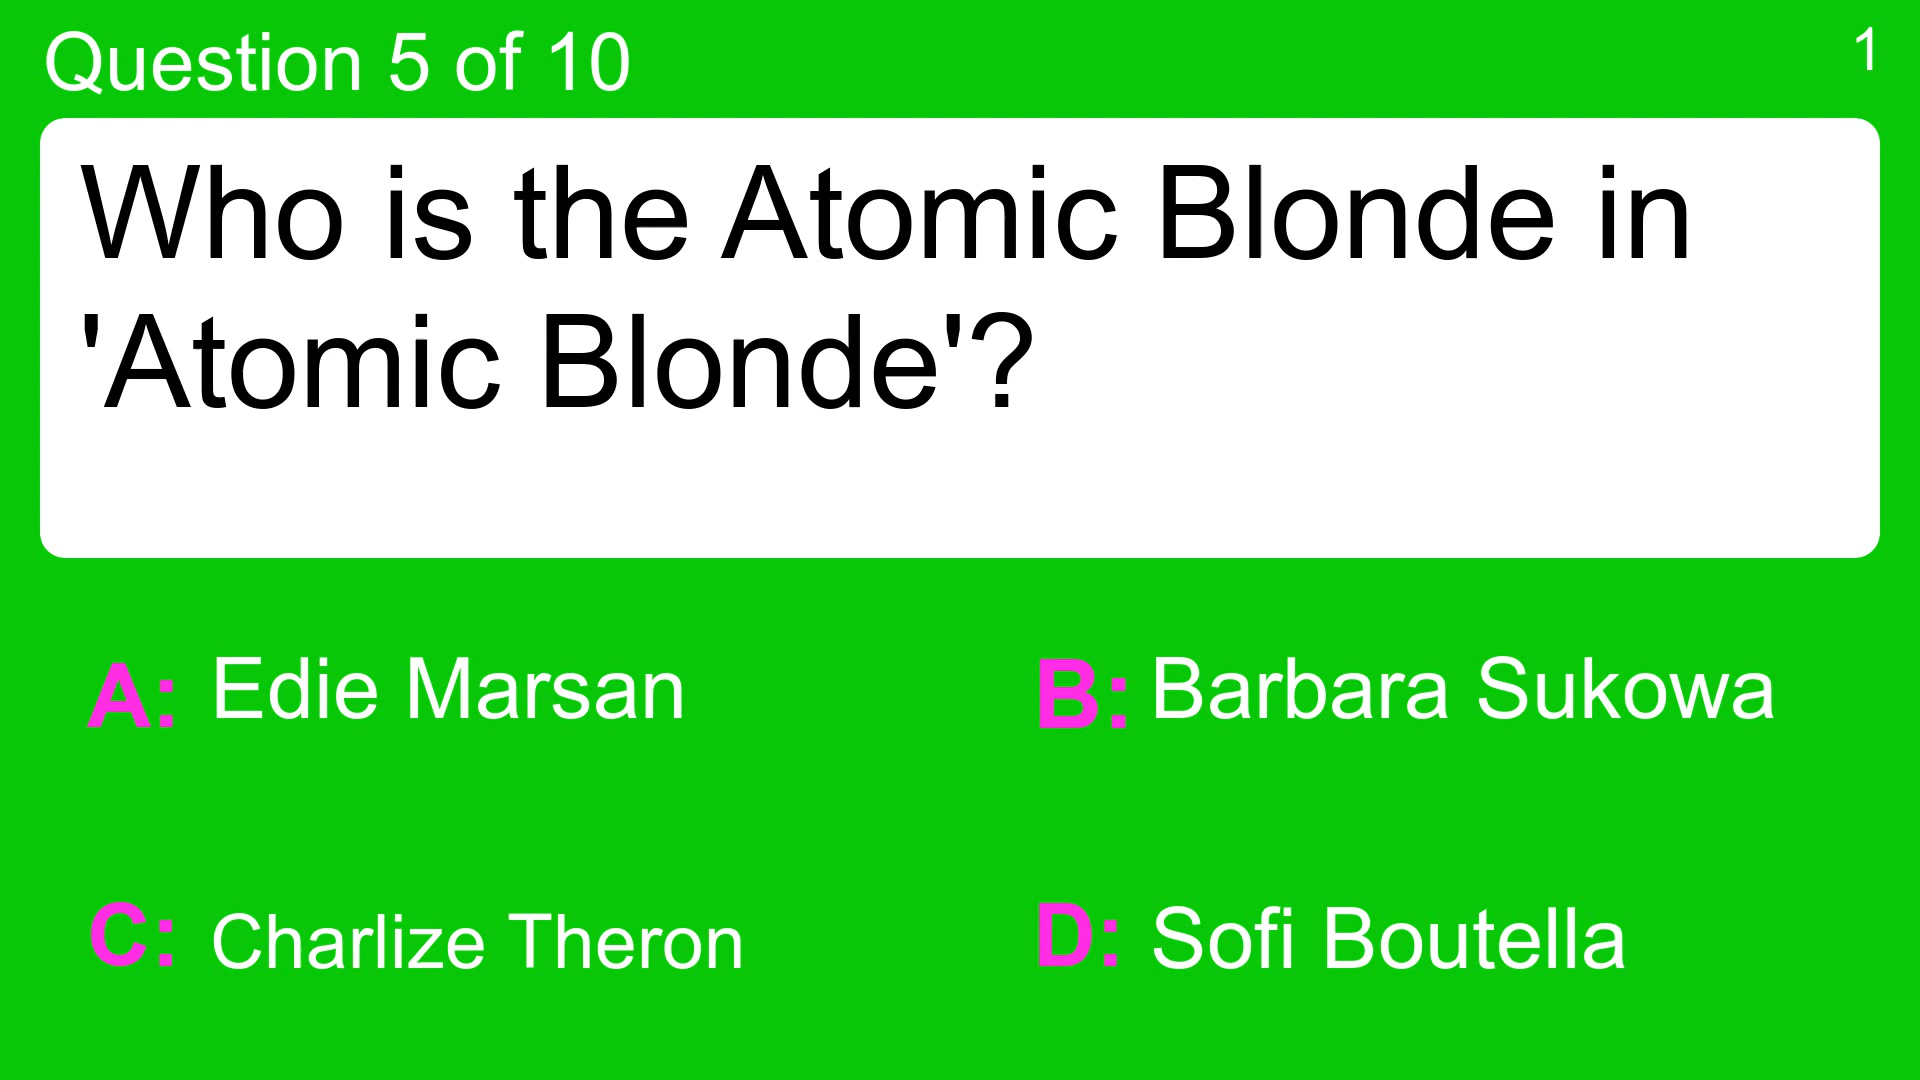 Question 5 of 10
1
Who is the Atomic Blonde in
'Atomic Blonde'?
A: Edie Marsan
B: Barbara Sukowa
C: Charlize Theron
D: Sofi Boutella